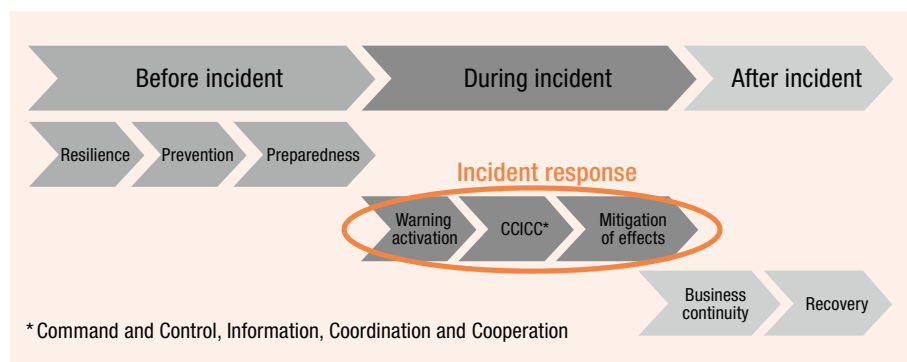 Before incident
During incident
After incident
Resilience
Prevention
Preparedness
Incident response
Warning
activation
CCICC*
Mitigation
of effects
Business
continuity
Recovery
* Command and Control, Information, Coordination and Cooperation